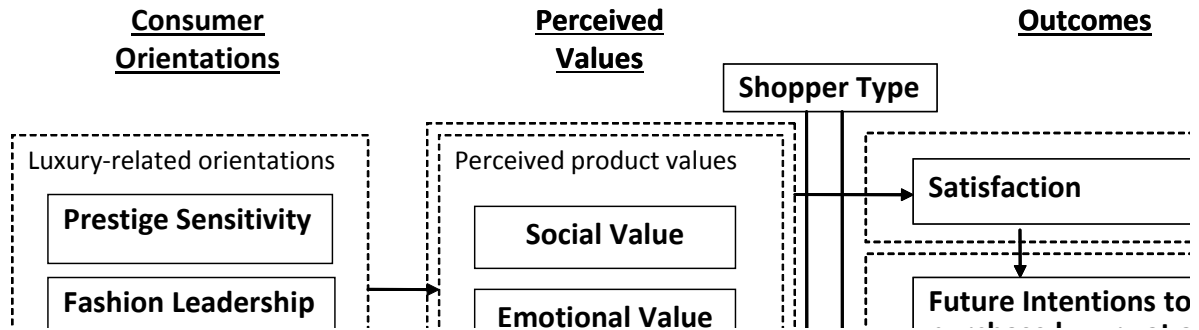 Consumer
Orientations
Perceived
Values
Outcomes
Shopper Type
Luxury-related orientations
Prestige Sensitivity
Fashion Leadership
Perceived product values
Social Value
Emotional Value
Satisfaction
Future Intentions to